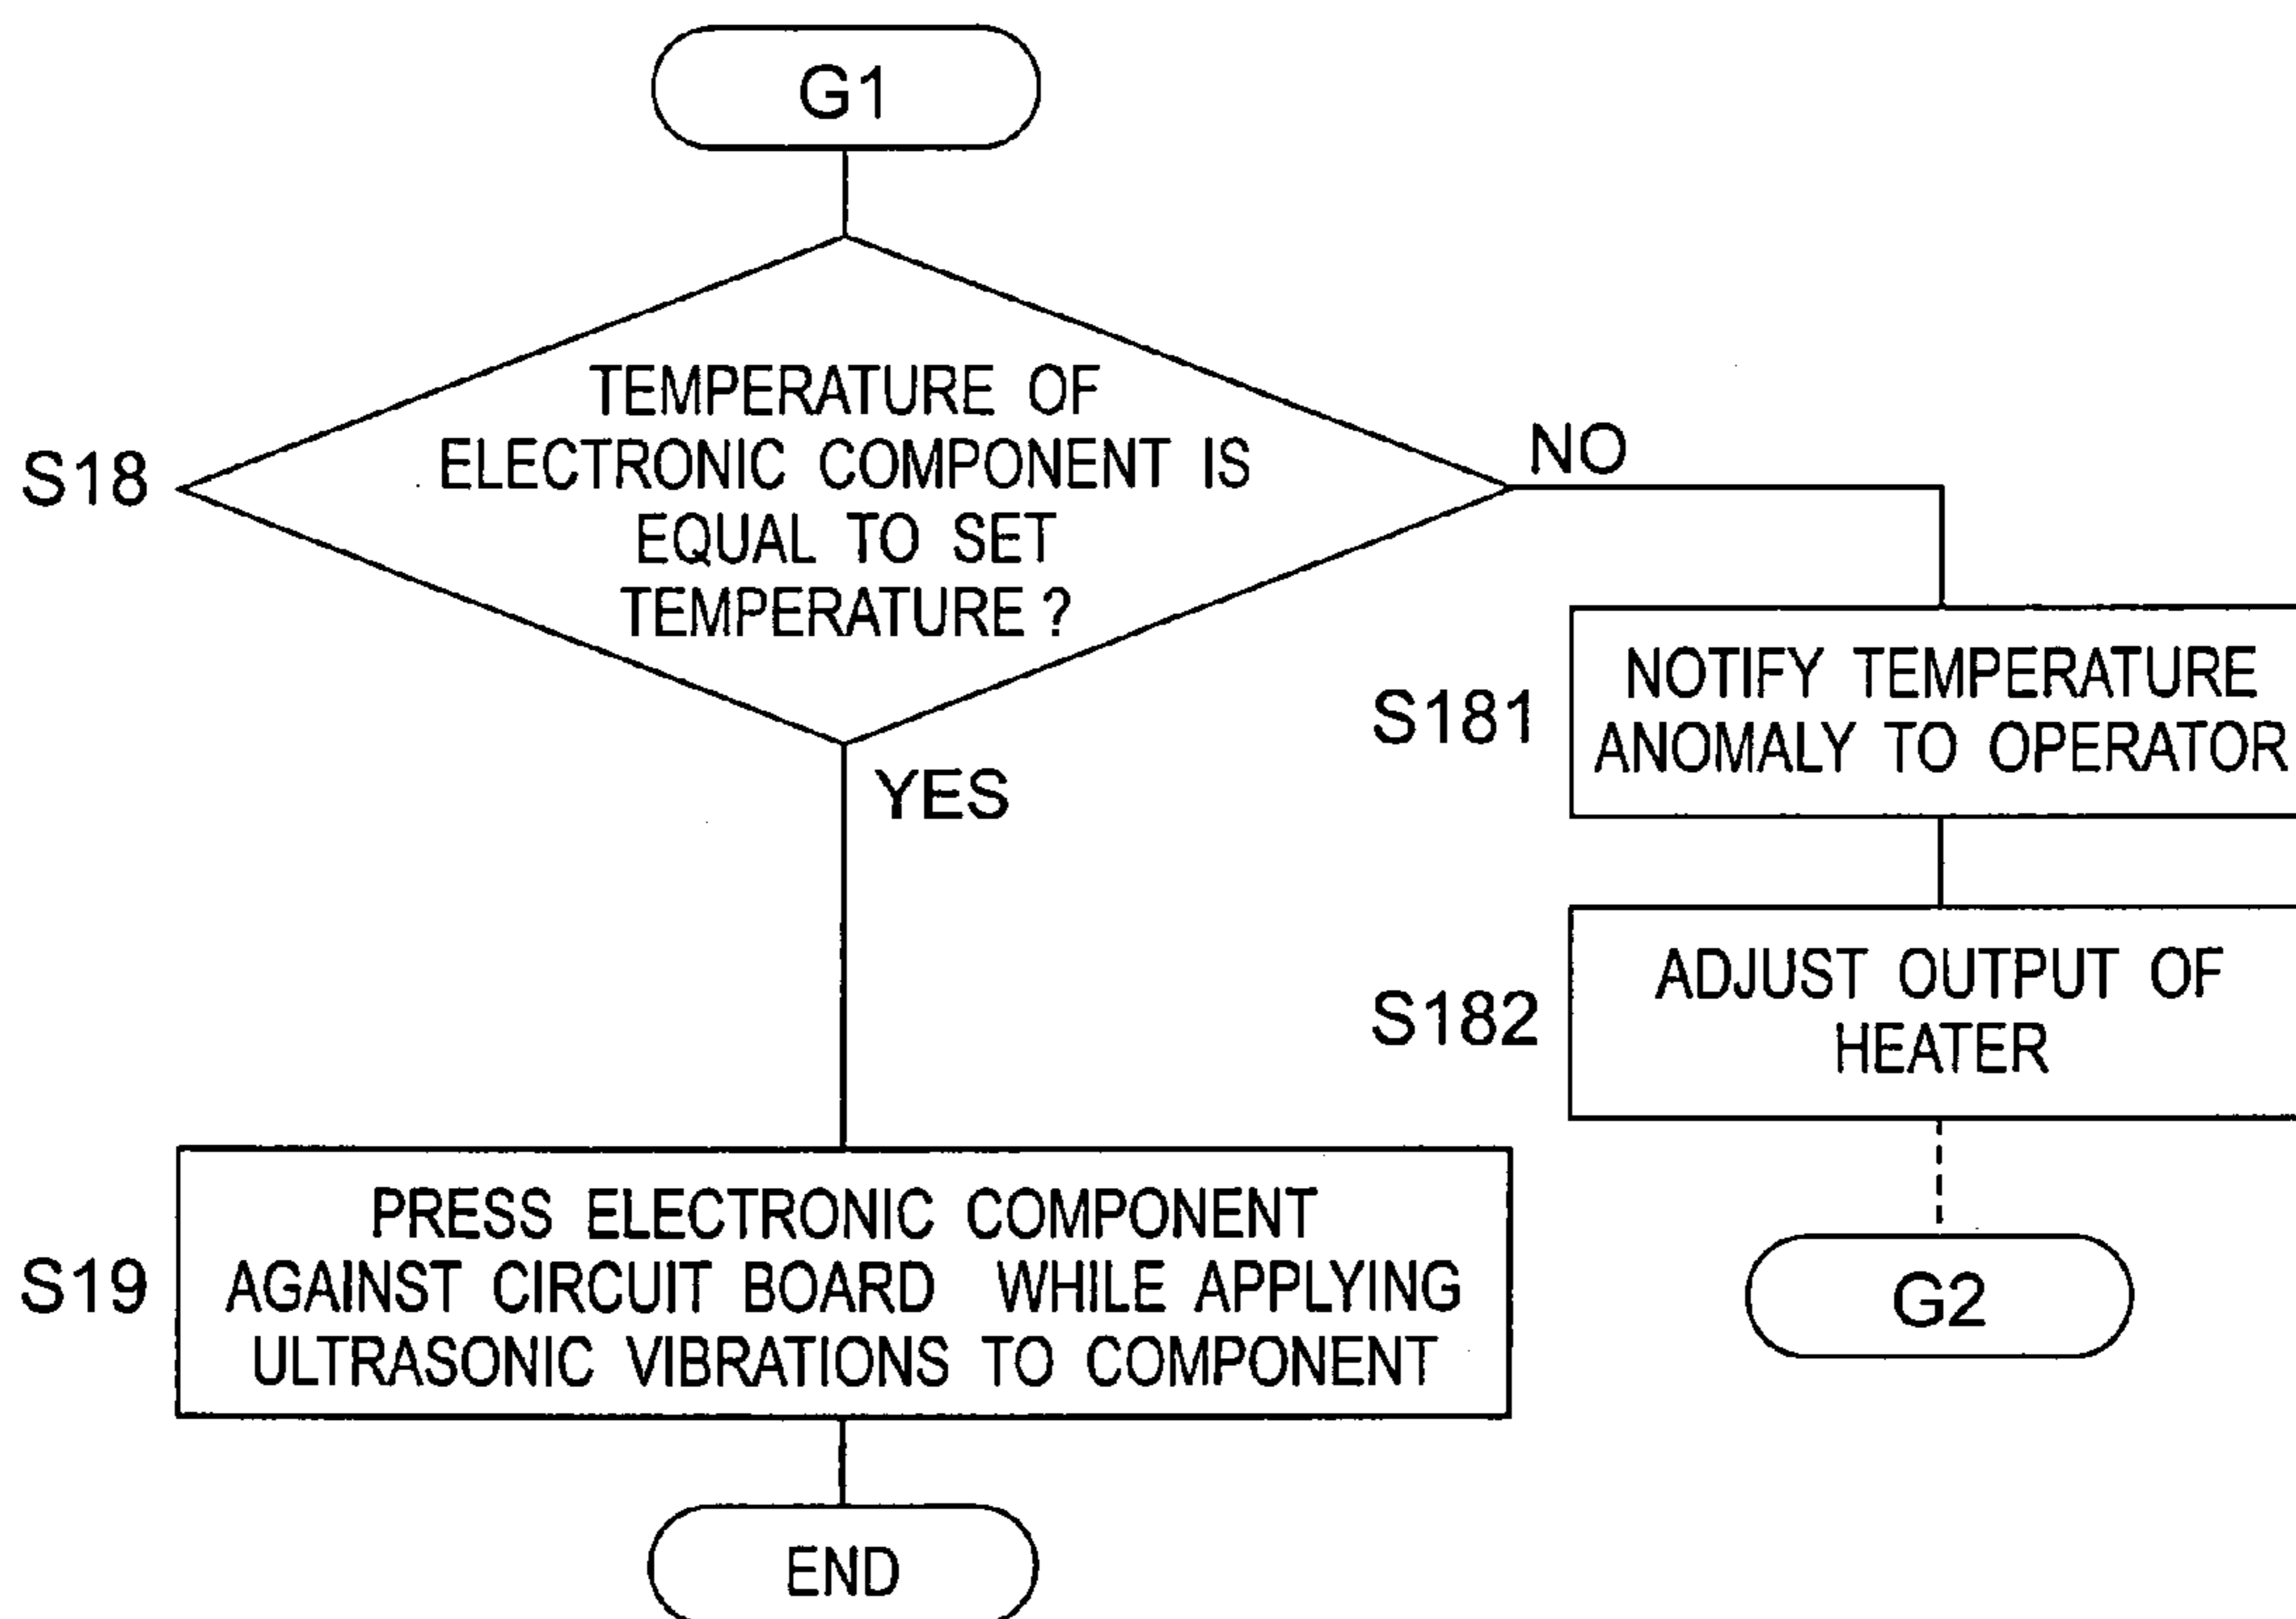 G1
S18
TEMPERATURE OF
ELECTRONIC COMPONENT IS
EQUAL TO SET
TEMPERATURE ?
NO
YES
S181
NOTIFY TEMPERATURE
ANOMALY TO OPERATOR
S182
ADJUST OUTPUT OF
HEATER
G2
S19
PRESS ELECTRONIC COMPONENT
AGAINST CIRCUIT BOARD WHILE APPLYING
ULTRASONIC VIBRATIONS TO COMPONENT
END